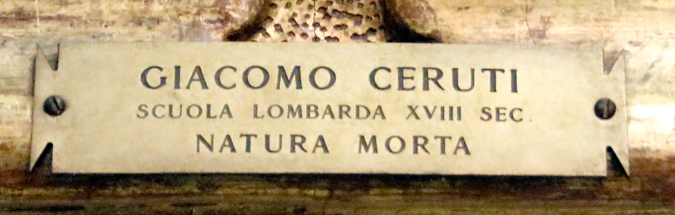 GIACOMO CERUTI
SCUOLA LOMBARDA XVIII SEC.
NATURA MORTA